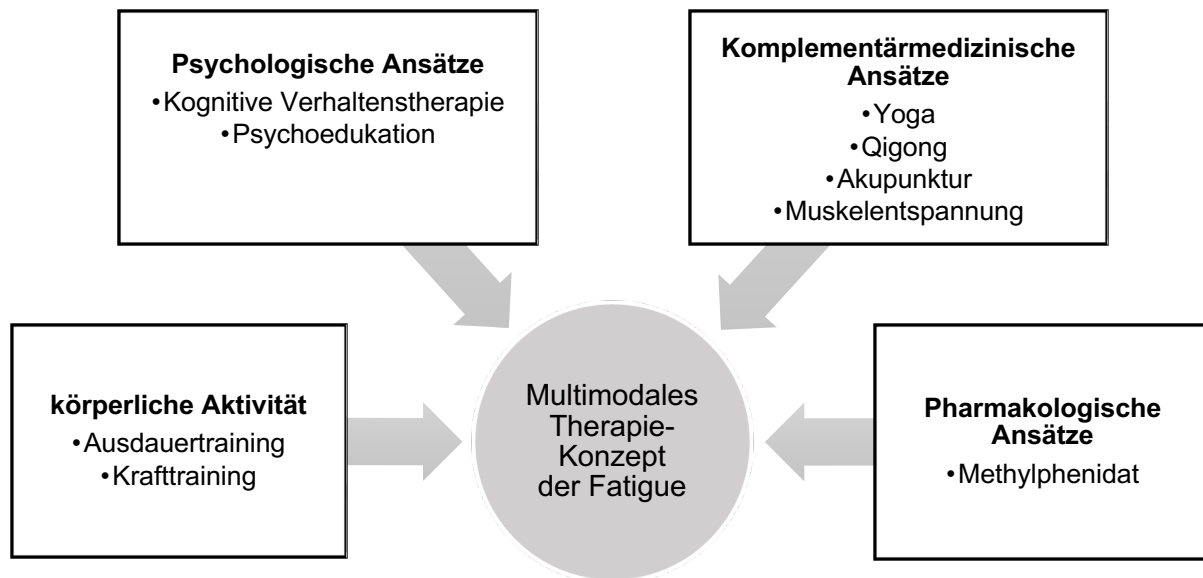 Psychologische Ansätze
•Kognitive Verhaltenstherapie
•Psychoedukation
Komplementärmedizinische
Ansätze
•Yoga
•Qigong
•Akupunktur
•Muskelentspannung
körperliche Aktivität
•Ausdauertraining
•Krafttraining
Multimodales
Therapie-
Konzept
der Fatigue
Pharmakologische
Ansätze
•Methylphenidat